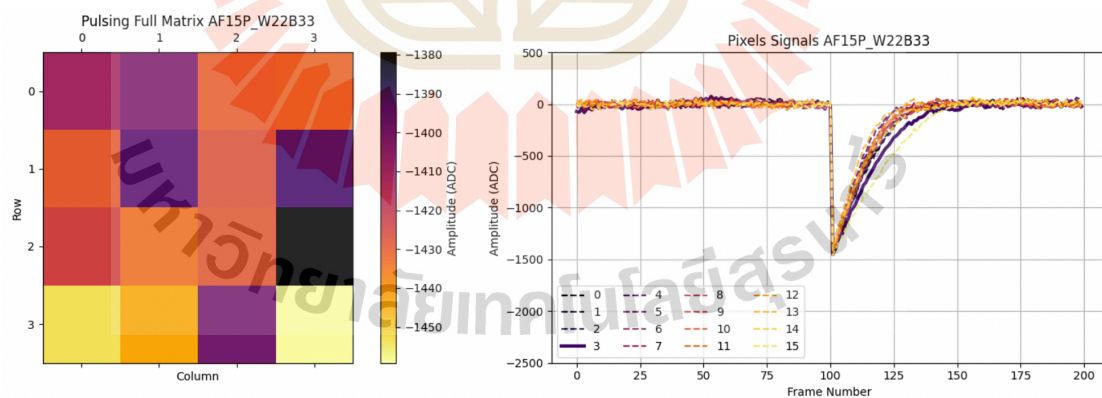 Pulsing Full Matrix AF15P_W22B33
0 1 2 3
0
1
2
3
Row
Column
−1380
−1390
−1400
−1410
−1420
−1430
−1440
−1450
Amplitude (ADC)
Pixels Signals AF15P_W22B33
500
0
−500
−1000
−1500
−2000
−2500
Amplitude (ADC)
0 4 8 12
1 5 9 13
2 6 10 14
3 7 11 15
0 25 50 75 100 125 150 175 200
Frame Number
มหาวิทยาลัยเทคโนโลยีสุรนารี